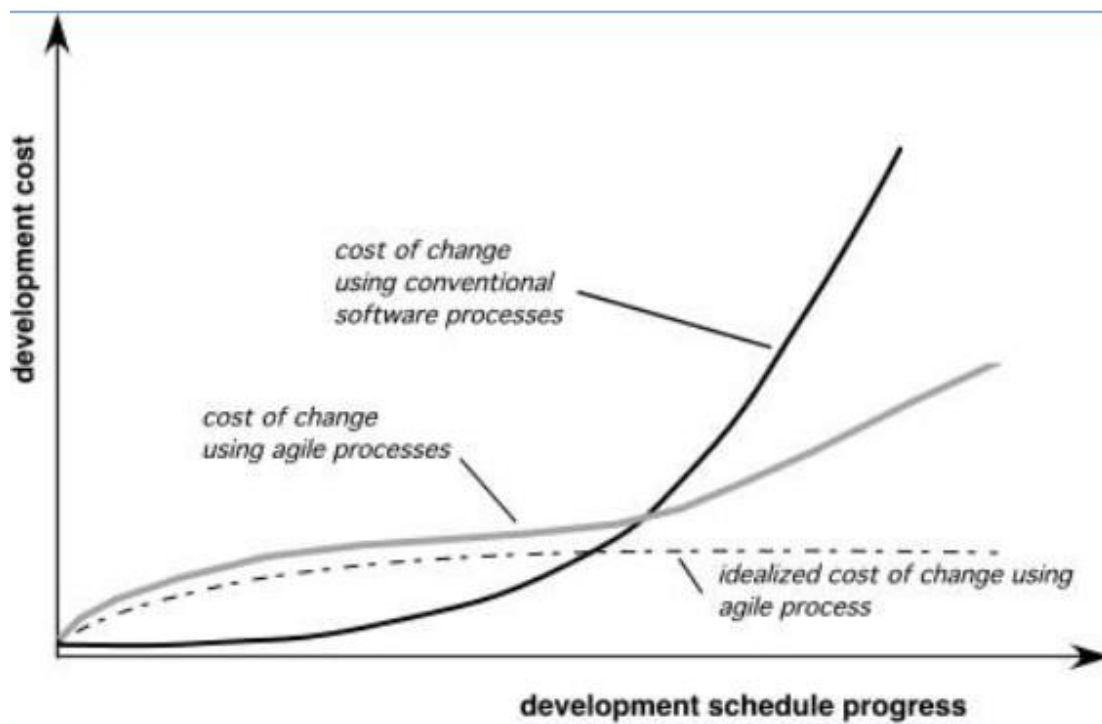 development cost
cost of change
using conventional
software processes
cost of change
using agile processes
idealized cost of change using
agile process
development schedule progress